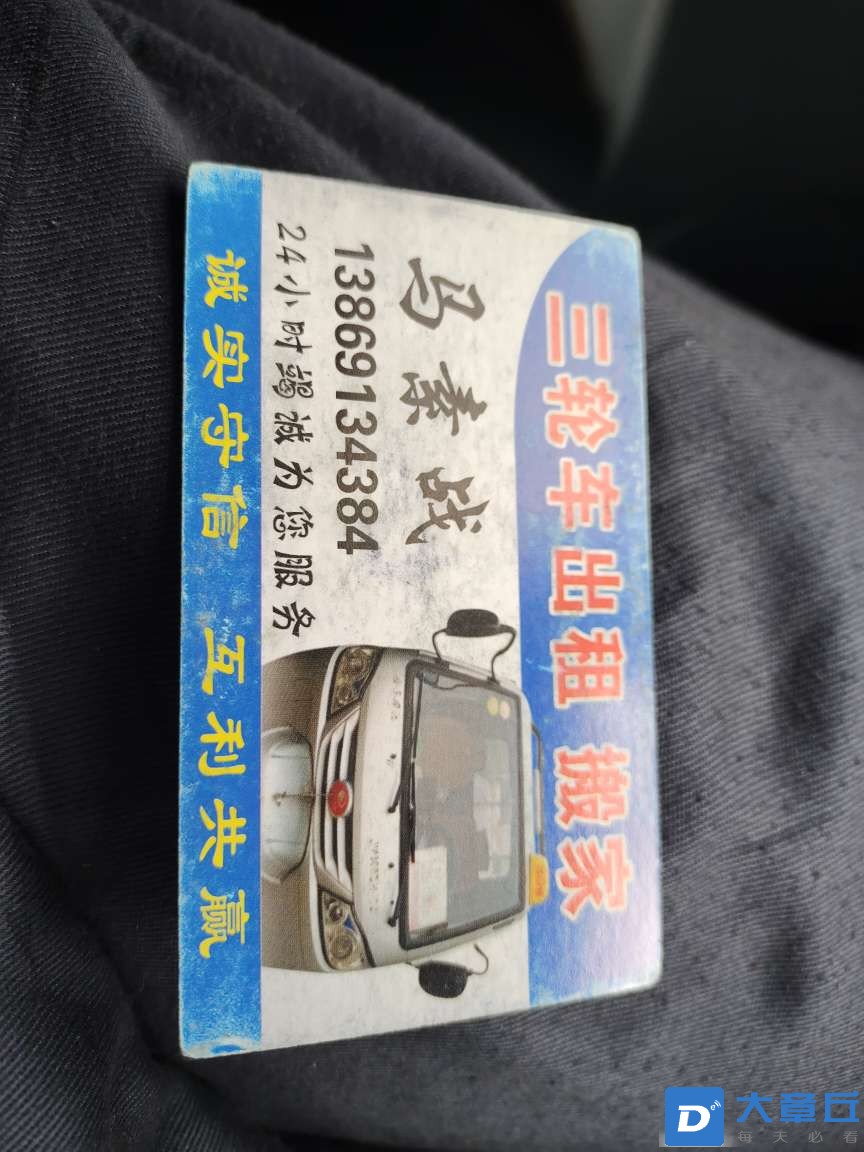 三轮车出租 搬家
马秦战
13869134384
24小时竭诚为您服务
诚实守信 互利共赢
大章丘
每天必看